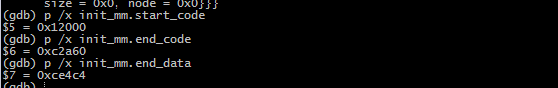 size = 0x0, node = 0x0}}}
(gdb) p /x init_mm.start_code
$5 = 0x12000
(gdb) p /x init_mm.end_code
$6 = 0xc2a60
(gdb) p /x init_mm.end_data
$7 = 0xce4c4
(gdb)